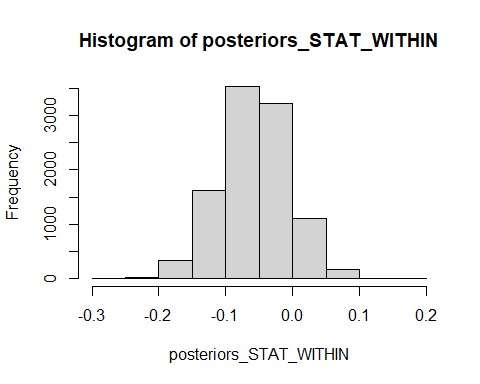 Histogram of posteriors_STAT_WITHIN
Frequency
3000
2000
1000
0
-0.3 -0.2 -0.1 0.0 0.1 0.2
posteriors_STAT_WITHIN